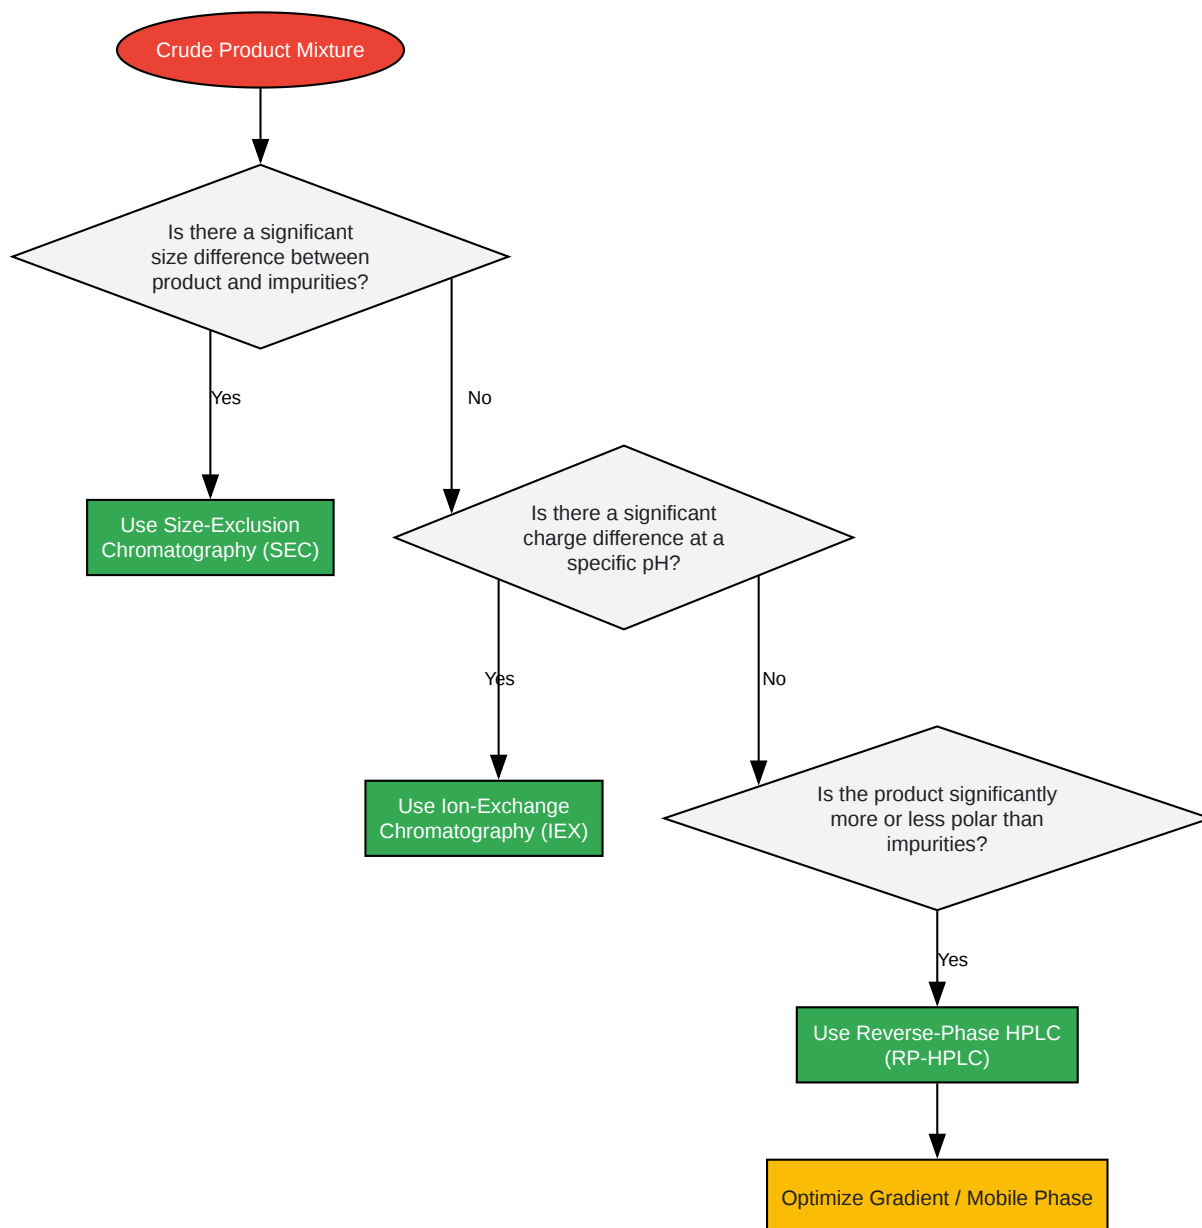 Crude Product Mixture
Is there a significant
size difference between
product and impurities?
Yes
No
Use Size-Exclusion
Chromatography (SEC)
Is there a significant
charge difference at a
specific pH?
Yes
No
Use Ion-Exchange
Chromatography (IEX)
Is the product significantly
more or less polar than
impurities?
Yes
Use Reverse-Phase HPLC
(RP-HPLC)
Optimize Gradient / Mobile Phase